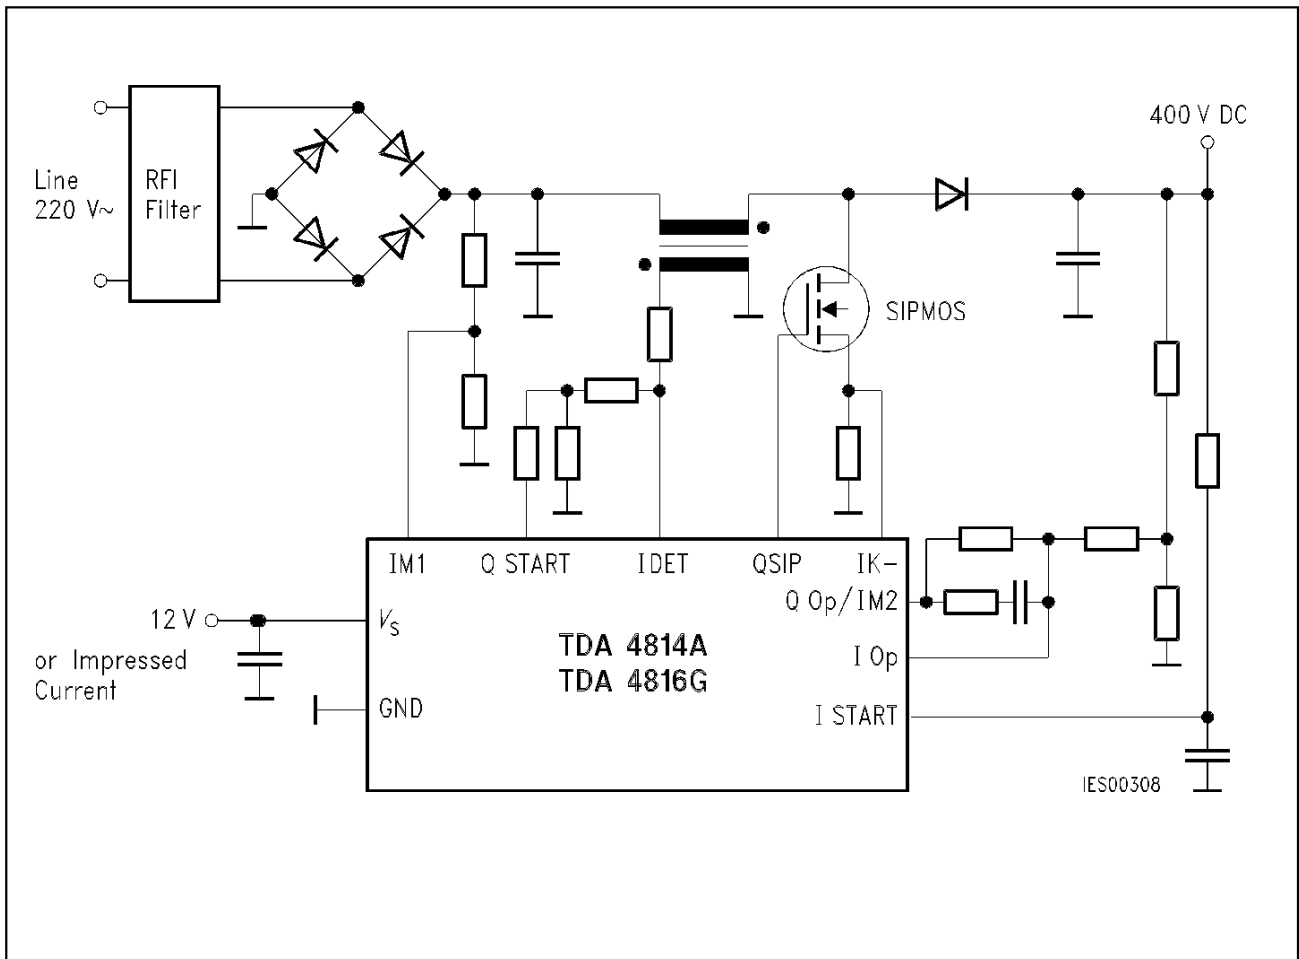 400 V DC
Line
220 V~
RFI
Filter
SIPMOS
IM1
Q START
I DET
QSIP
IK-
Q Op/IM2
12 V
VS
or Impressed
Current
TDA 4814A
TDA 4816G
I Op
GND
I START
IES00308